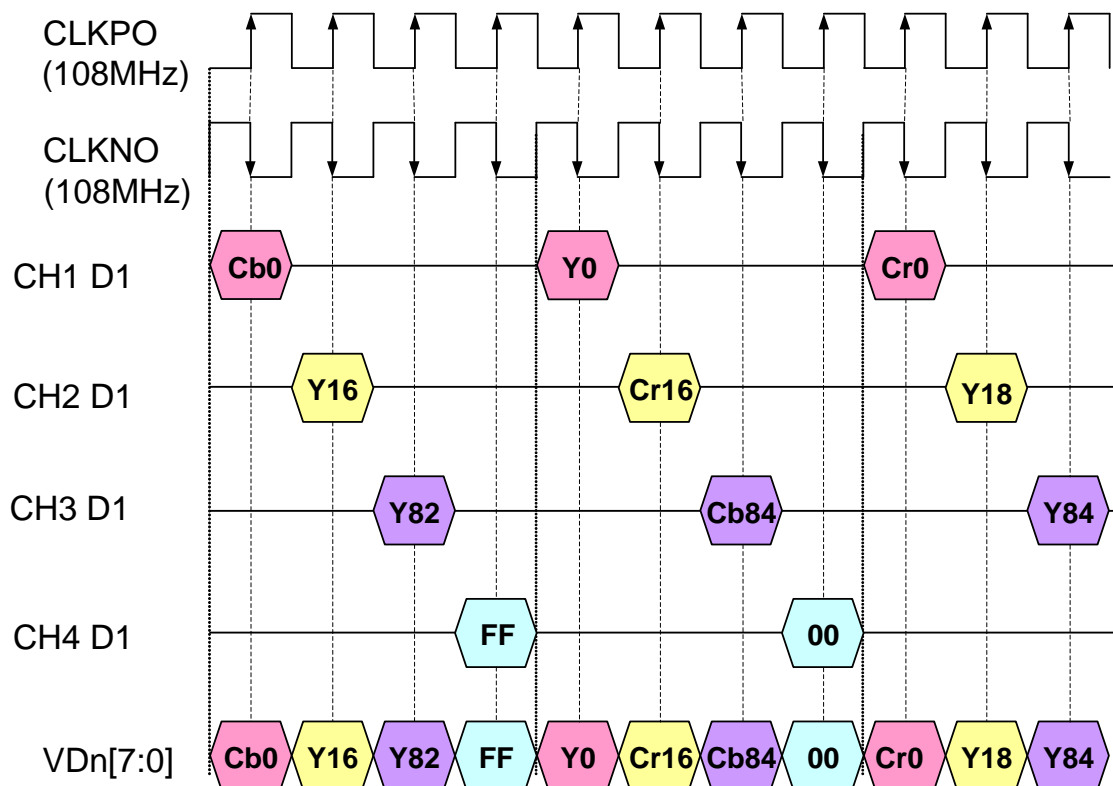 CLKPO
(108MHz)
CLKNO
(108MHz)
CH1 D1
Cb0 Y0 Cr0
CH2 D1
Y16 Cr16 Y18
CH3 D1
Y82 Cb84 Y84
CH4 D1
FF 00
VDn[7:0]
Cb0 Y16 Y82 FF Y0 Cr16 Cb84 00 Cr0 Y18 Y84